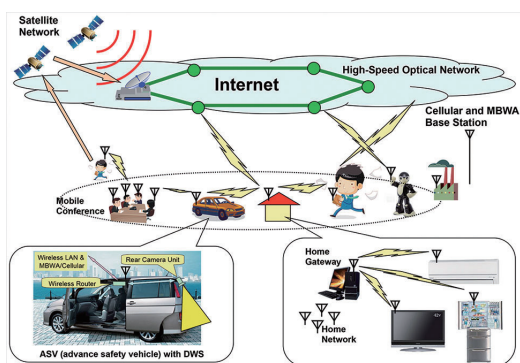 Satellite
Network
Internet
High-Speed Optical Network
Cellular and MBWA
Base Station
Mobile
Conference
Wireless LAN &
MBWA/Cellular
Rear Camera Unit
Wireless Router
ASV (advance safety vehicle) with DWS
Home
Gateway
Home
Network